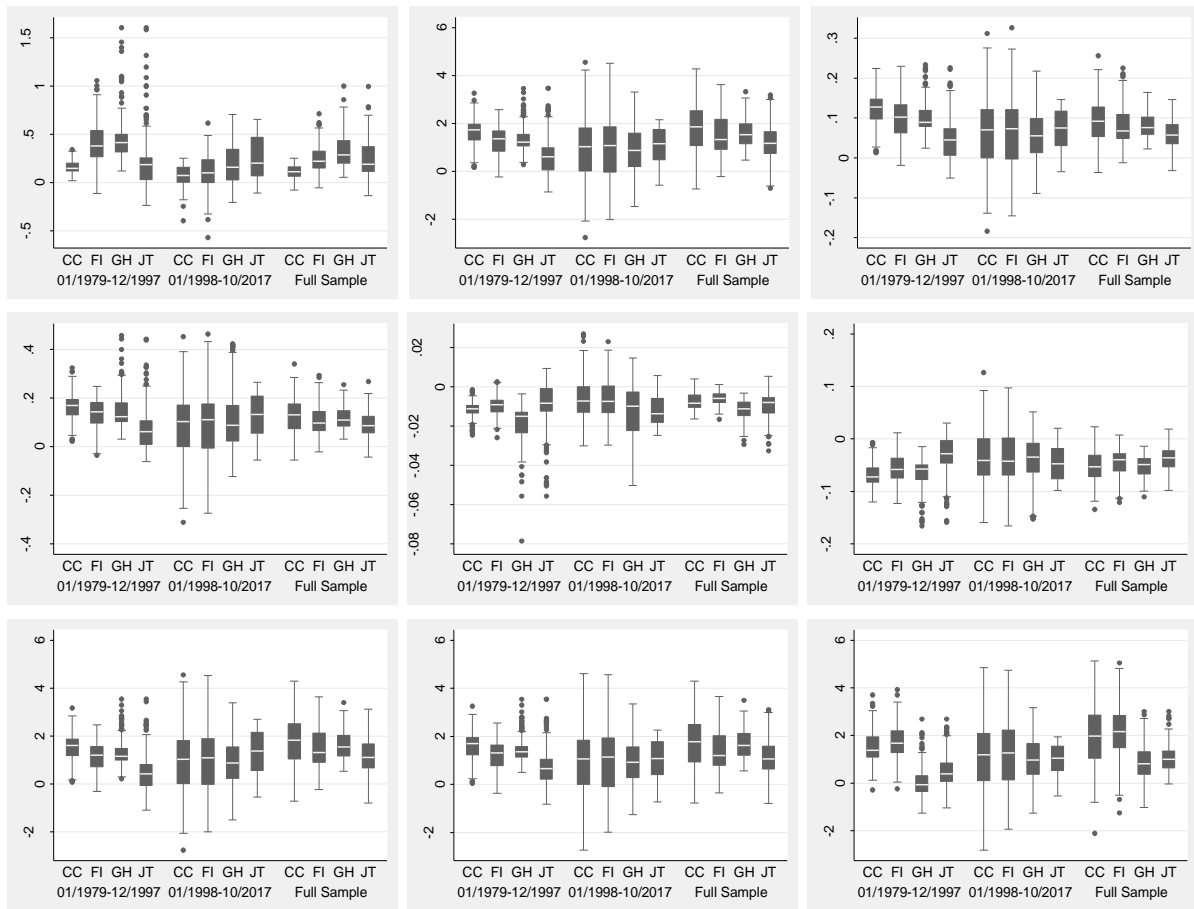 1.5
1
.5
0
-.5
CC FI GH JT CC FI GH JT CC FI GH JT
01/1979-12/1997 01/1998-10/2017 Full Sample
6
4
2
0
-2
CC FI GH JT CC FI GH JT CC FI GH JT
01/1979-12/1997 01/1998-10/2017 Full Sample
.3
.2
.1
0
-.1
-.2
CC FI GH JT CC FI GH JT CC FI GH JT
01/1979-12/1997 01/1998-10/2017 Full Sample
.4
.2
0
-.2
-.4
CC FI GH JT CC FI GH JT CC FI GH JT
01/1979-12/1997 01/1998-10/2017 Full Sample
.02
0
-.02
-.04
-.06
-.08
CC FI GH JT CC FI GH JT CC FI GH JT
01/1979-12/1997 01/1998-10/2017 Full Sample
.2
.1
0
-.1
-.2
CC FI GH JT CC FI GH JT CC FI GH JT
01/1979-12/1997 01/1998-10/2017 Full Sample
6
4
2
0
-2
CC FI GH JT CC FI GH JT CC FI GH JT
01/1979-12/1997 01/1998-10/2017 Full Sample
6
4
2
0
-2
CC FI GH JT CC FI GH JT CC FI GH JT
01/1979-12/1997 01/1998-10/2017 Full Sample
6
4
2
0
-2
CC FI GH JT CC FI GH JT CC FI GH JT
01/1979-12/1997 01/1998-10/2017 Full Sample